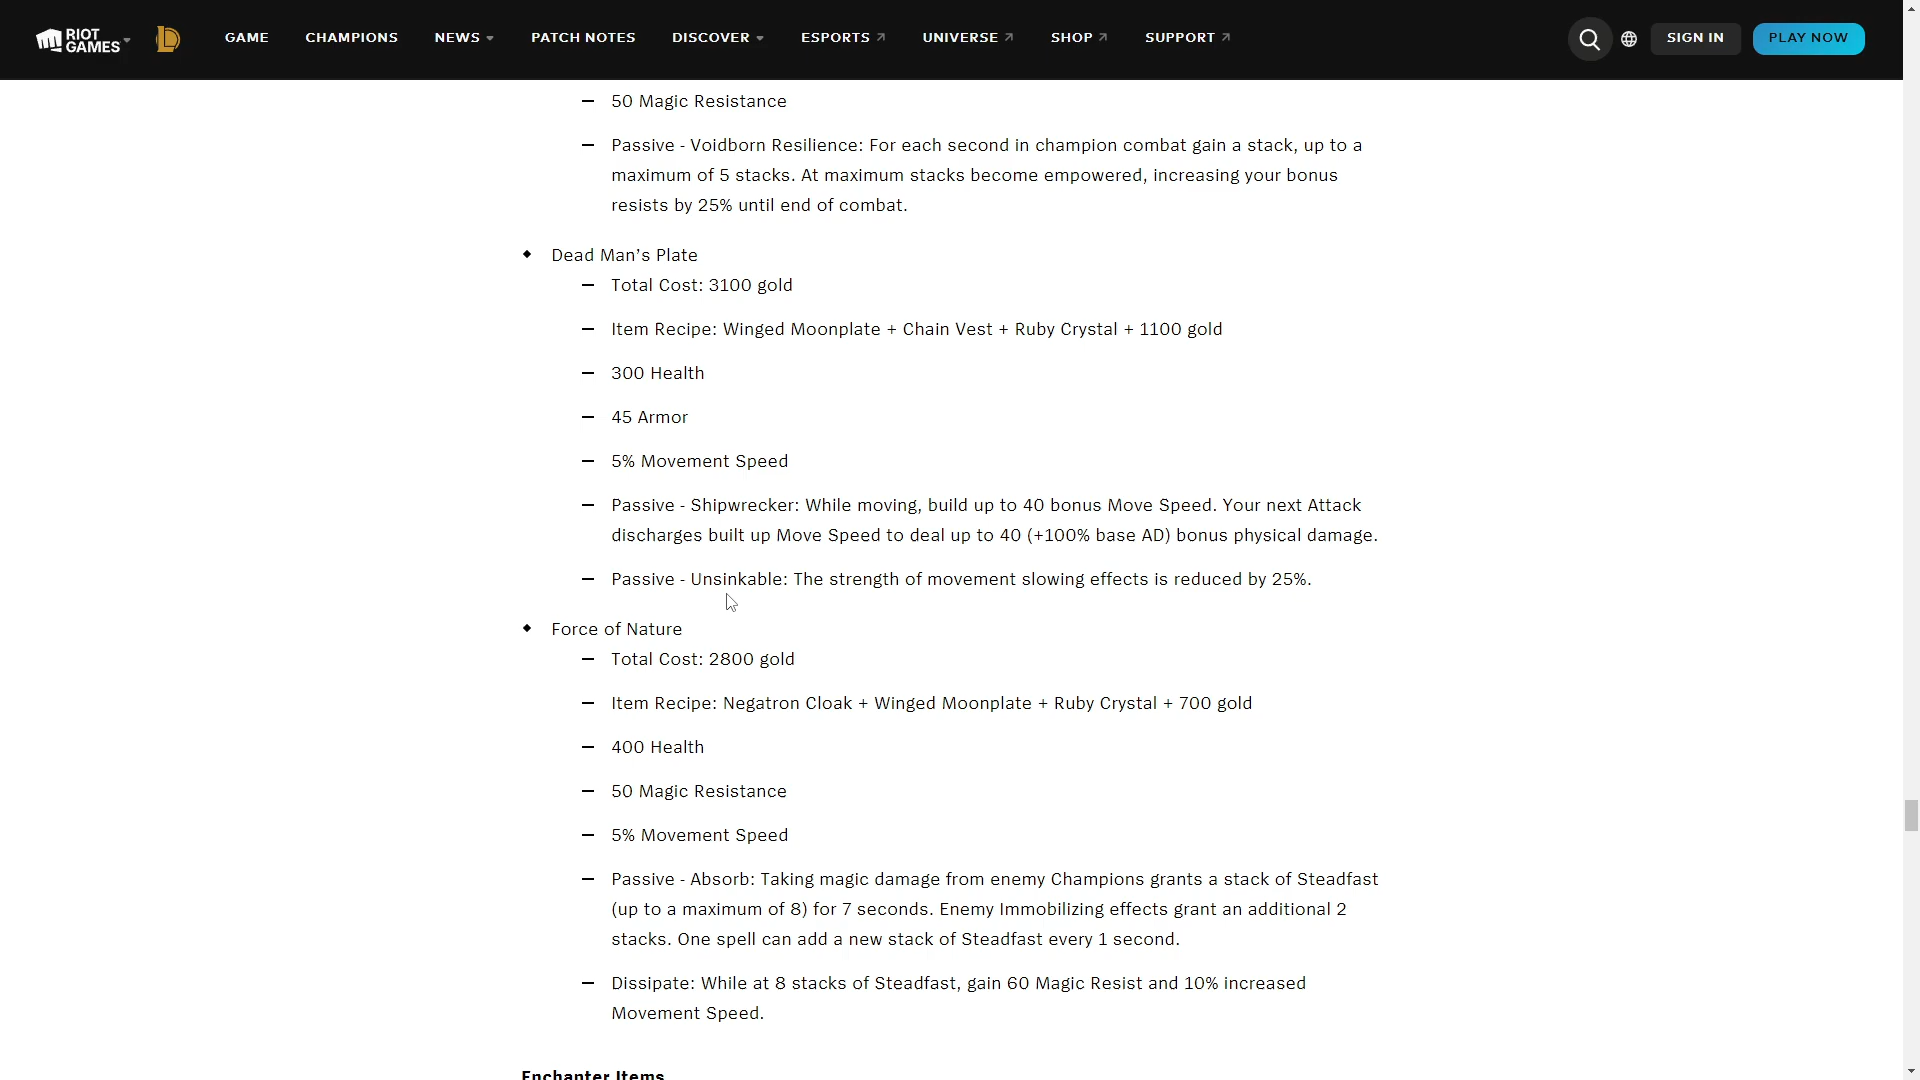 RIOT GAMES
GAME
CHAMPIONS
NEWS
PATCH NOTES
DISCOVER
ESPORTS
UNIVERSE
SHOP
SUPPORT
SIGN IN
PLAY NOW
50 Magic Resistance
Passive - Voidborn Resilience: For each second in champion combat gain a stack, up to a
maximum of 5 stacks. At maximum stacks become empowered, increasing your bonus
resists by 25% until end of combat.
Dead Man’s Plate
Total Cost: 3100 gold
Item Recipe: Winged Moonplate + Chain Vest + Ruby Crystal + 1100 gold
300 Health
45 Armor
5% Movement Speed
Passive - Shipwrecker: While moving, build up to 40 bonus Move Speed. Your next Attack
discharges built up Move Speed to deal up to 40 (+100% base AD) bonus physical damage.
Passive - Unsinkable: The strength of movement slowing effects is reduced by 25%.
Force of Nature
Total Cost: 2800 gold
Item Recipe: Negatron Cloak + Winged Moonplate + Ruby Crystal + 700 gold
400 Health
50 Magic Resistance
5% Movement Speed
Passive - Absorb: Taking magic damage from enemy Champions grants a stack of Steadfast
(up to a maximum of 8) for 7 seconds. Enemy Immobilizing effects grant an additional 2
stacks. One spell can add a new stack of Steadfast every 1 second.
Dissipate: While at 8 stacks of Steadfast, gain 60 Magic Resist and 10% increased
Movement Speed.
Enchanter Items